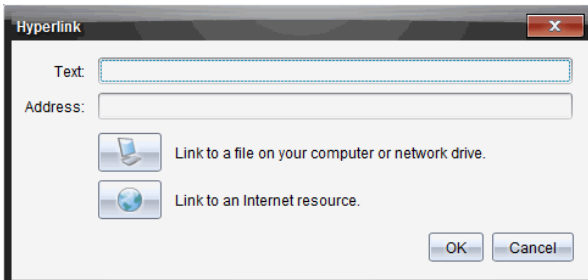 Hyperlink
Text:
Address:
Link to a file on your computer or network drive.
Link to an Internet resource.
OK Cancel